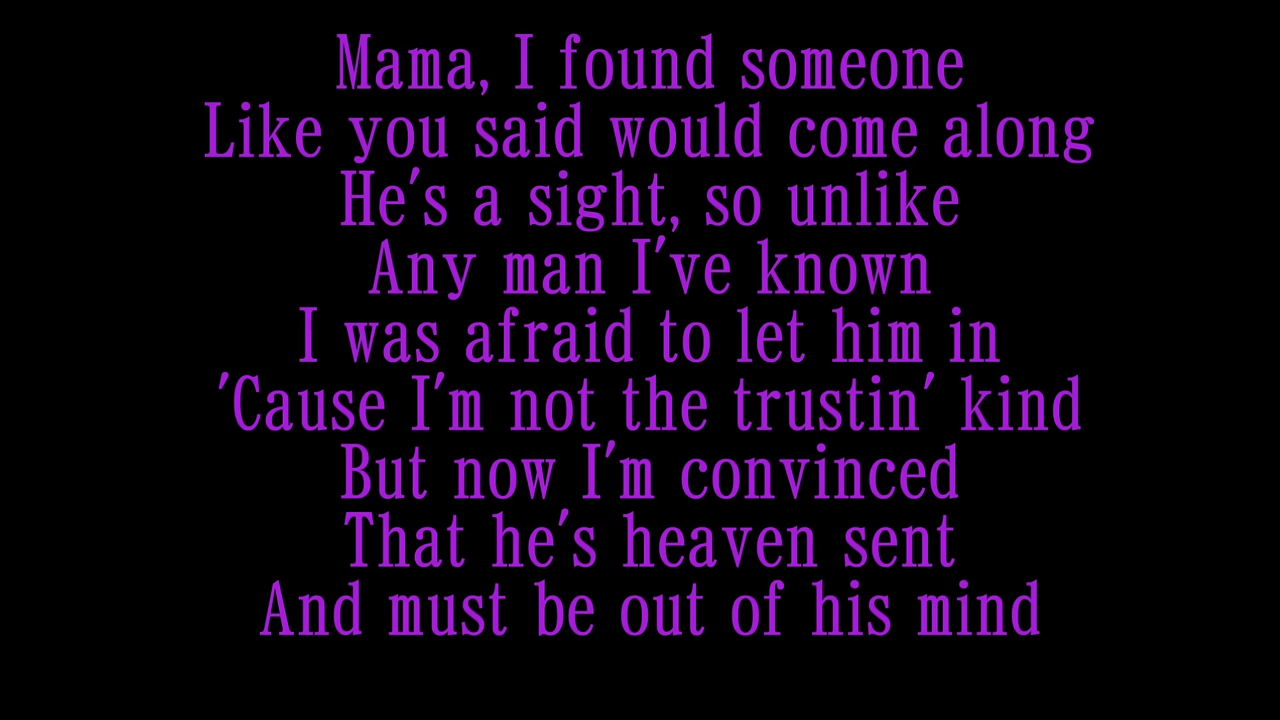 Mama, I found someone
Like you said would come along
He's a sight, so unlike
Any man I've known
I was afraid to let him in
'Cause I'm not the trustin' kind
But now I'm convinced
That he's heaven sent
And must be out of his mind